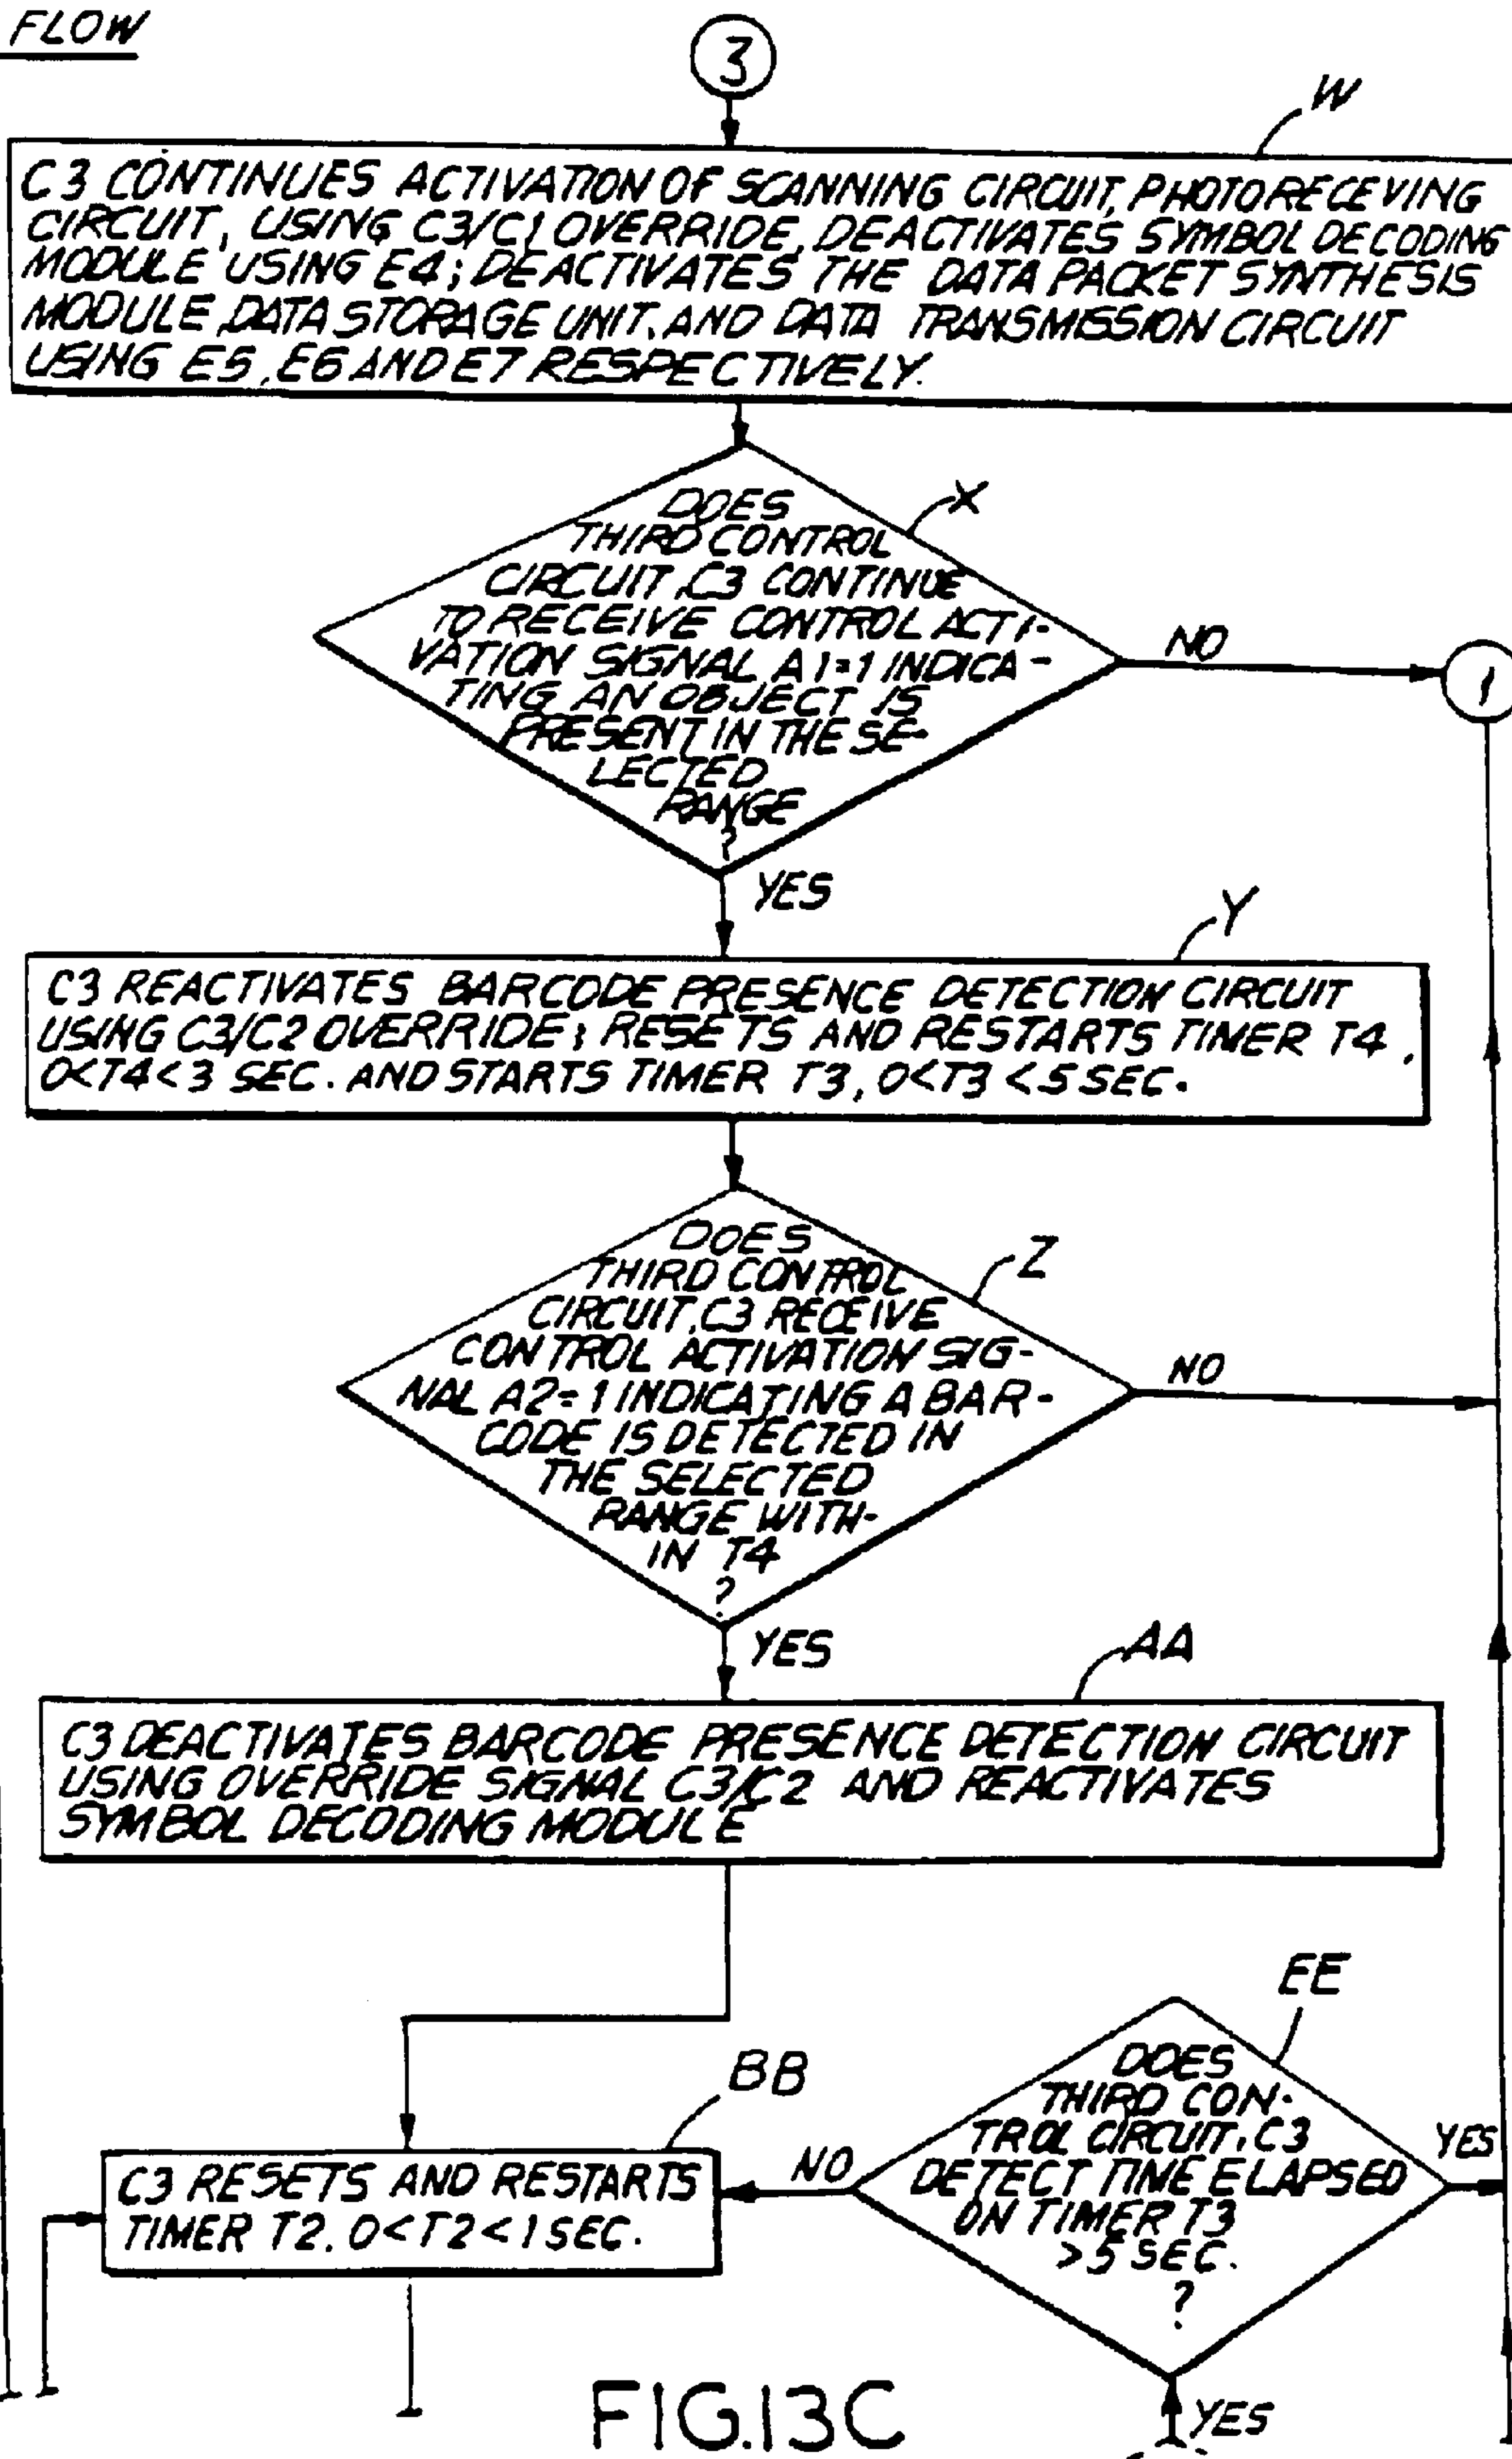 FLOW
3
W
C3 CONTINUES ACTIVATION OF SCANNING CIRCUIT, PHOTORECEVING
CIRCUIT, USING C3/C1 OVERRIDE, DEACTIVATES SYMBOL DECODING
MODULE USING E4; DEACTIVATES THE DATA PACKET SYNTHESIS
MODULE, DATA STORAGE UNIT, AND DATA TRANSMISSION CIRCUIT
USING E5, E6 AND E7 RESPECTIVELY.
X
DOES
THIRD CONTROL
CIRCUIT, C3 CONTINUE
TO RECEIVE CONTROL ACTI-
VATION SIGNAL A1=1 INDICA-
TING AN OBJECT IS
PRESENT IN THE SE-
LECTED
RANGE
?
NO
1
YES
Y
C3 REACTIVATES BARCODE PRESENCE DETECTION CIRCUIT
USING C3/C2 OVERRIDE; RESETS AND RESTARTS TIMER T4,
0<T4<3 SEC. AND STARTS TIMER T3, 0<T3<5 SEC.
Z
DOES
THIRD CONTROL
CIRCUIT, C3 RECEIVE
CONTROL ACTIVATION SIG-
NAL A2=1 INDICATING A BAR-
CODE IS DETECTED IN
THE SELECTED
RANGE WITH-
IN T4
?
NO
YES
AA
C3 DEACTIVATES BARCODE PRESENCE DETECTION CIRCUIT
USING OVERRIDE SIGNAL C3/C2 AND REACTIVATES
SYMBOL DECODING MODULE
EE
DOES
THIRD CON-
TROL CIRCUIT, C3
DETECT TIME ELAPSED
ON TIMER T3
>5 SEC.
?
YES
NO
BB
C3 RESETS AND RESTARTS
TIMER T2. 0<T2<1 SEC.
YES
FIG.13C